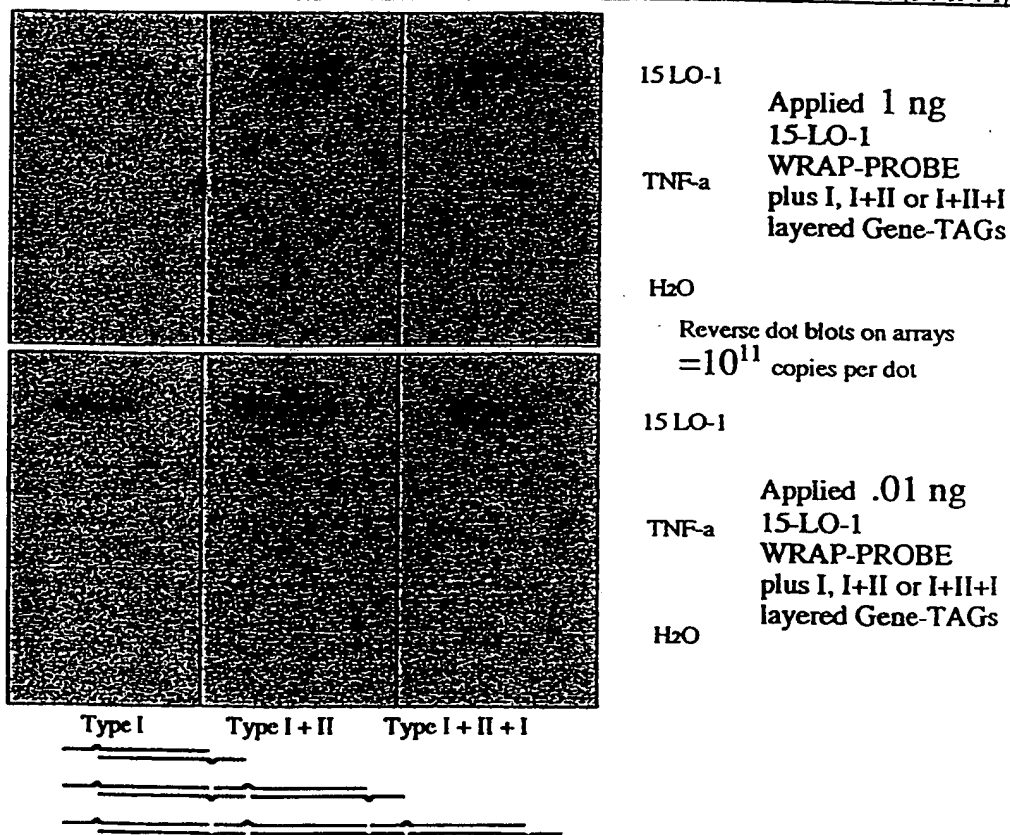 15 LO-1
Applied 1 ng
15-LO-1
WRAP-PROBE
plus I, I+II or I+II+I
layered Gene-TAGs
TNF-a
H2O
Reverse dot blots on arrays
=10¹¹ copies per dot
15 LO-1
Applied .01 ng
15-LO-1
WRAP-PROBE
plus I, I+II or I+II+I
layered Gene-TAGs
TNF-a
H2O
Type I
Type I + II
Type I + II + I